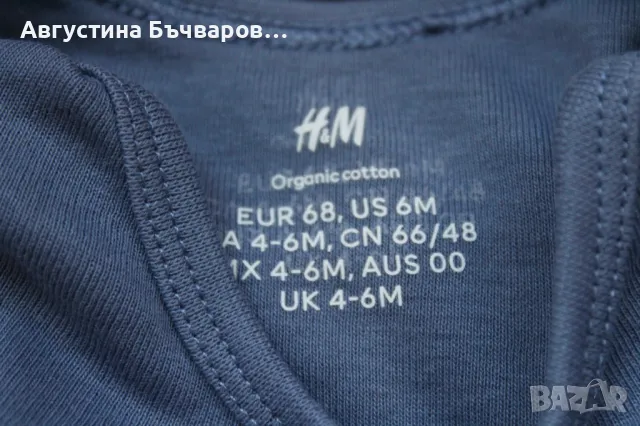 Августина Бъчваров...
H&M
Organic cotton
EUR 68, US 6M
A 4-6M, CN 66/48
MX 4-6M, AUS 00
UK 4-6M
BAZAR